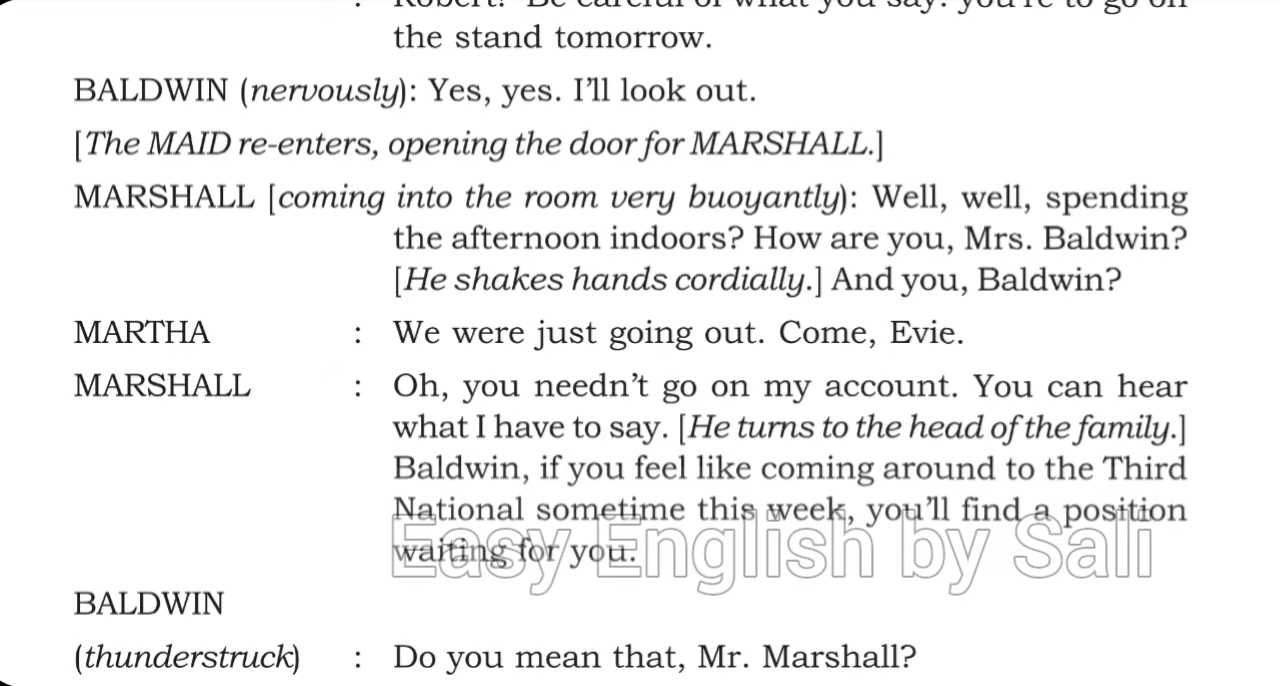 : Robert! Be careful of what you say: you're to go on
the stand tomorrow.
BALDWIN (nervously): Yes, yes. I'll look out.
[The MAID re-enters, opening the door for MARSHALL.]
MARSHALL [coming into the room very buoyantly): Well, well, spending
the afternoon indoors? How are you, Mrs. Baldwin?
[He shakes hands cordially.] And you, Baldwin?
MARTHA : We were just going out. Come, Evie.
MARSHALL : Oh, you needn't go on my account. You can hear
what I have to say. [He turns to the head of the family.]
Baldwin, if you feel like coming around to the Third
National sometime this week, you'll find a position
waiting for you.
Easy English by Sali
BALDWIN
(thunderstruck) : Do you mean that, Mr. Marshall?